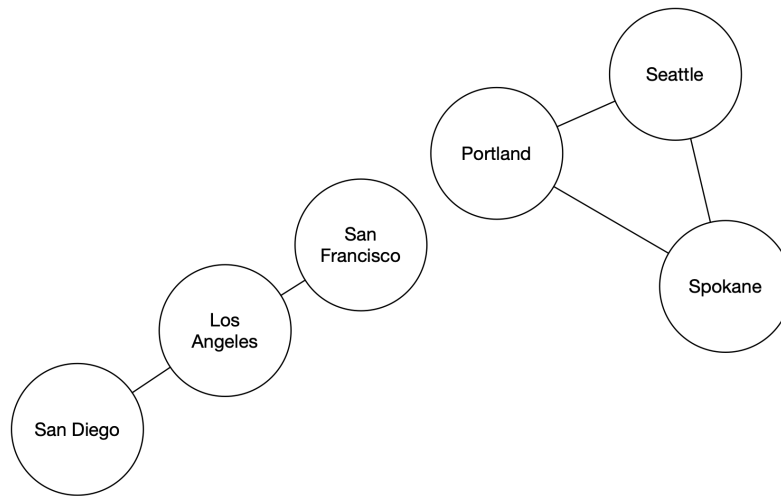 Seattle
Portland
San
Francisco
Spokane
Los
Angeles
San Diego